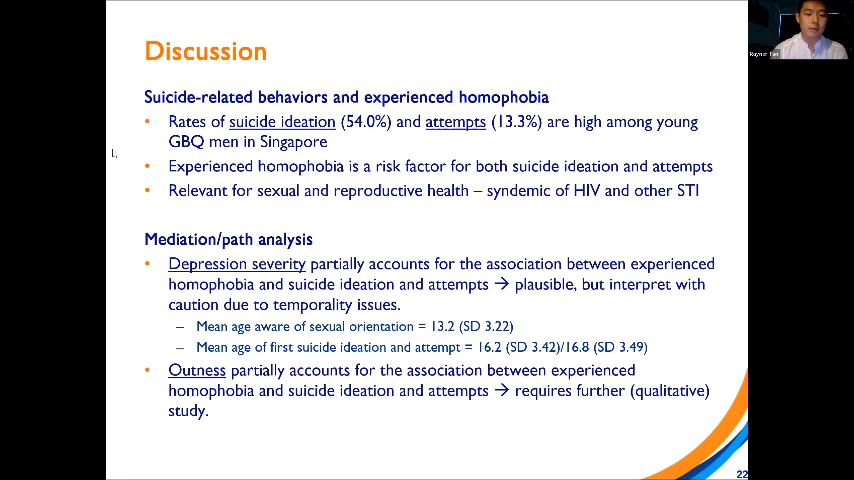 Discussion
Rayner Tan
Suicide-related behaviors and experienced homophobia
• Rates of suicide ideation (54.0%) and attempts (13.3%) are high among young
GBQ men in Singapore
• Experienced homophobia is a risk factor for both suicide ideation and attempts
• Relevant for sexual and reproductive health – syndemic of HIV and other STI
Mediation/path analysis
• Depression severity partially accounts for the association between experienced
homophobia and suicide ideation and attempts → plausible, but interpret with
caution due to temporality issues.
– Mean age aware of sexual orientation = 13.2 (SD 3.22)
– Mean age of first suicide ideation and attempt = 16.2 (SD 3.42)/16.8 (SD 3.49)
• Outness partially accounts for the association between experienced
homophobia and suicide ideation and attempts → requires further (qualitative)
study.
22